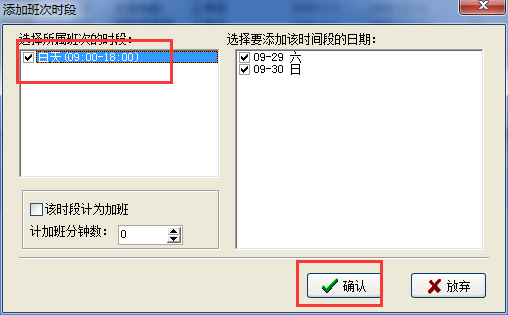 添加班次时段
选择所属班次的时段:
白天(09:00-18:00)
选择要添加该时间段的日期:
09-29 六
09-30 日
该时段计为加班
计加班分钟数:
0
确认
放弃